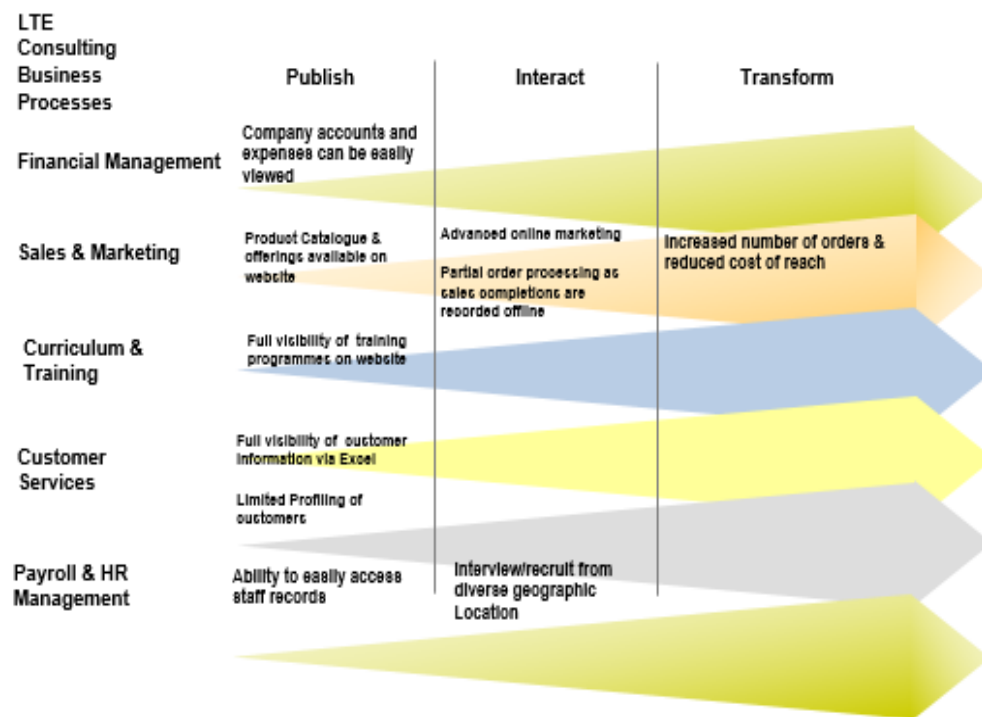 LTE
Consulting
Business
Processes
Publish
Interact
Transform
Financial Management
Company accounts and
expenses can be easily
viewed
Sales & Marketing
Product Catalogue &
offerings available on
website
Advanced online marketing
Partial order processing as
sales completions are
recorded offline
Increased number of orders &
reduced cost of reach
Curriculum &
Training
Full visibility of training
programmes on website
Customer
Services
Full visibility of customer
information via Excel
Limited Profiling of
customers
Payroll & HR
Management
Ability to easily access
staff records
Interview/recruit from
diverse geographic
Location